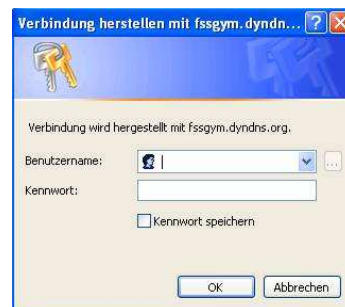 Verbindung herstellen mit fssgym.dyndn...
Verbindung wird hergestellt mit fssgym.dyndns.org.
Benutzername:
...
Kennwort:
Kennwort speichern
OK
Abbrechen